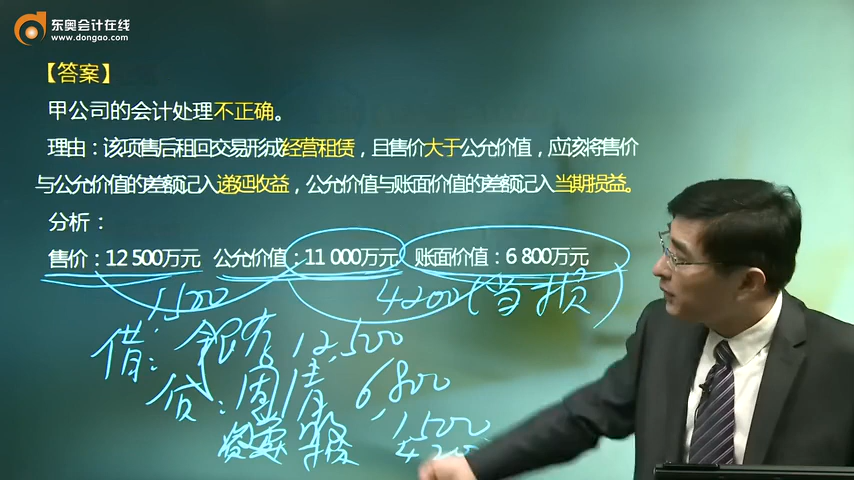 东奥会计在线
www.dongao.com
【答案】
甲公司的会计处理不正确。
理由：该项售后租回交易形成经营租赁，且售价大于公允价值，应该将售价
与公允价值的差额记入递延收益，公允价值与账面价值的差额记入当期损益。
分析：
售价：12 500万元 公允价值：11 000万元 账面价值：6 800万元
1500 4200(当损)
借：银存 12,500
贷：固清 6,800
1,500